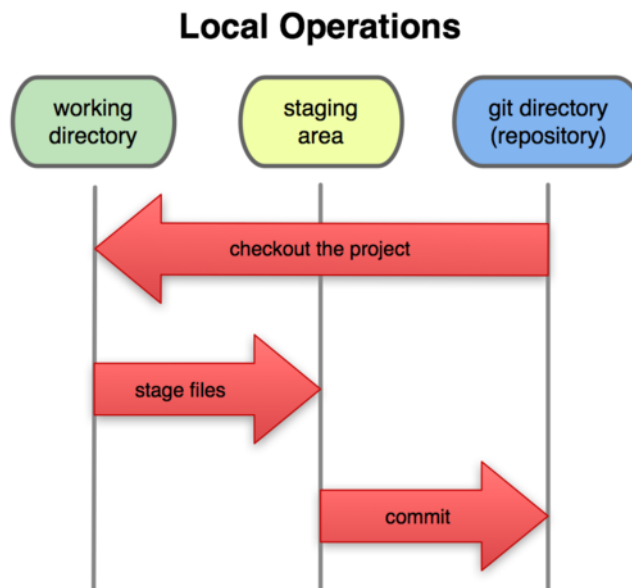 Local Operations
working
directory
staging
area
git directory
(repository)
checkout the project
stage files
commit